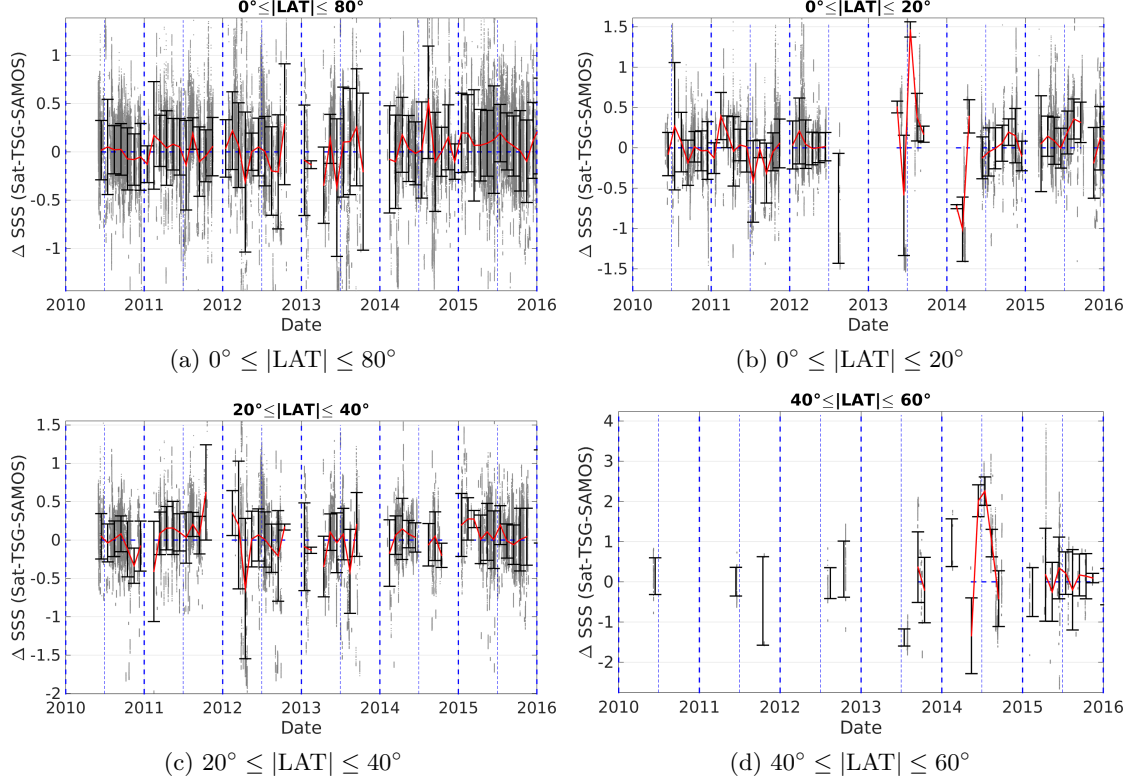 0°≤|LAT|≤ 80°
Δ SSS (Sat-TSG-SAMOS)
1
0.5
0
-0.5
-1
2010 2011 2012 2013 2014 2015 2016
Date
(a) 0° ≤ |LAT| ≤ 80°
0°≤|LAT|≤ 20°
Δ SSS (Sat-TSG-SAMOS)
1.5
1
0.5
0
-0.5
-1
-1.5
2010 2011 2012 2013 2014 2015 2016
Date
(b) 0° ≤ |LAT| ≤ 20°
20°≤|LAT|≤ 40°
Δ SSS (Sat-TSG-SAMOS)
1.5
1
0.5
0
-0.5
-1
-1.5
-2
2010 2011 2012 2013 2014 2015 2016
Date
(c) 20° ≤ |LAT| ≤ 40°
40°≤|LAT|≤ 60°
Δ SSS (Sat-TSG-SAMOS)
4
3
2
1
0
-1
-2
2010 2011 2012 2013 2014 2015 2016
Date
(d) 40° ≤ |LAT| ≤ 60°